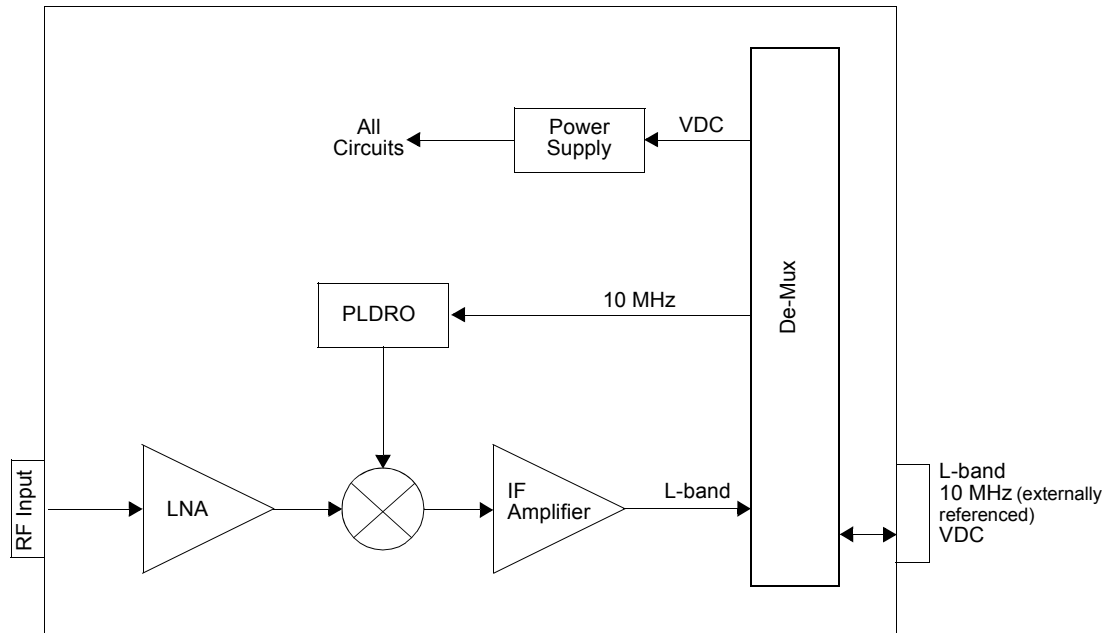 All
Circuits
Power
Supply
VDC
De-Mux
PLDRO
10 MHz
RF Input
LNA
IF
Amplifier
L-band
L-band
10 MHz (externally
referenced)
VDC